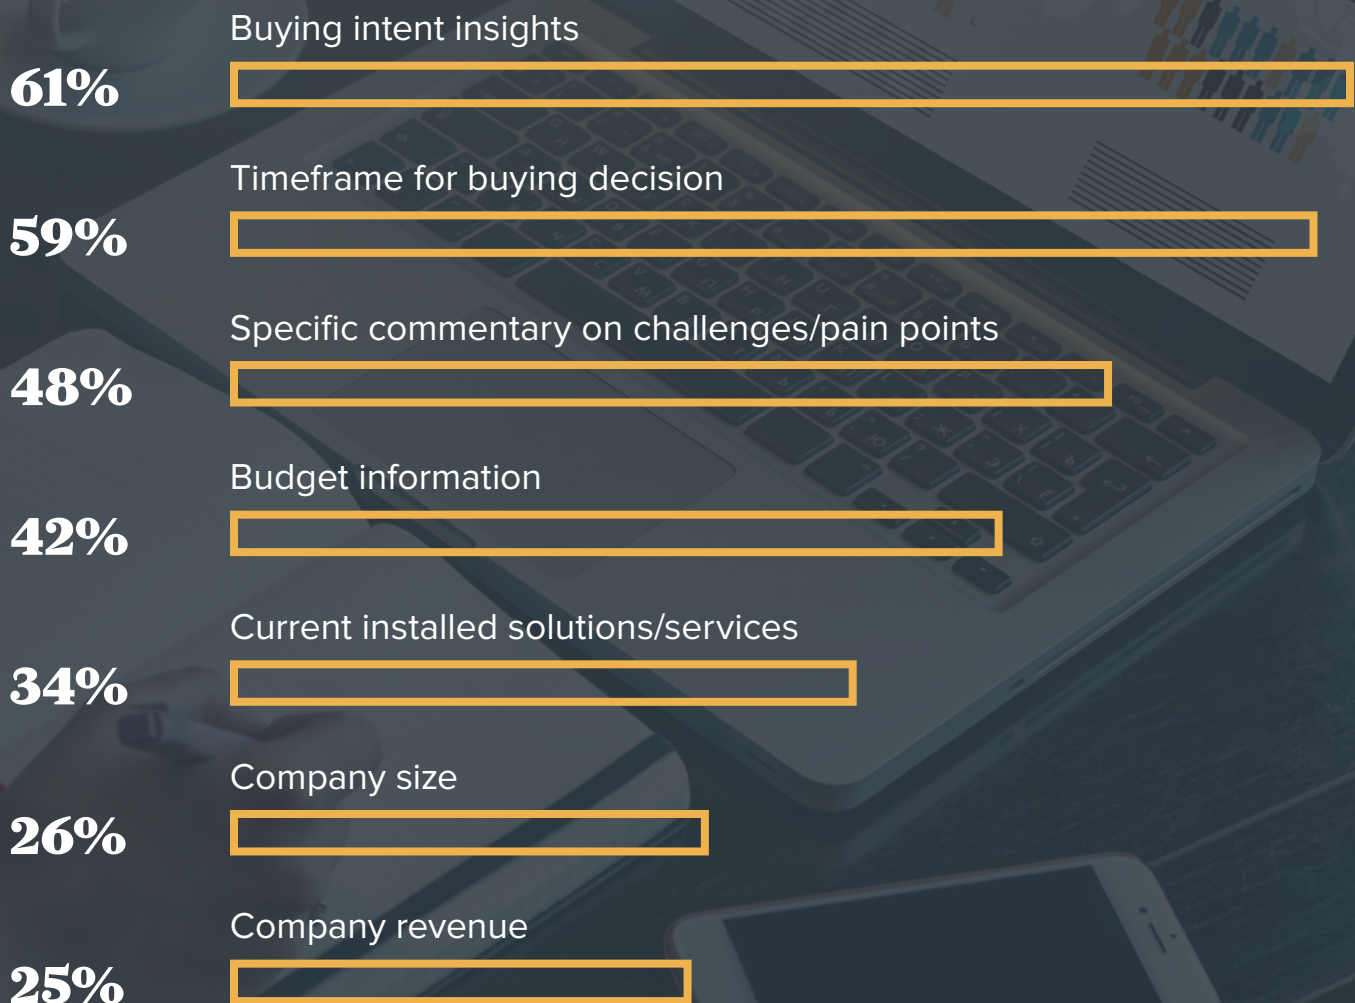 Buying intent insights
61%
Timeframe for buying decision
59%
Specific commentary on challenges/pain points
48%
Budget information
42%
Current installed solutions/services
34%
Company size
26%
Company revenue
25%